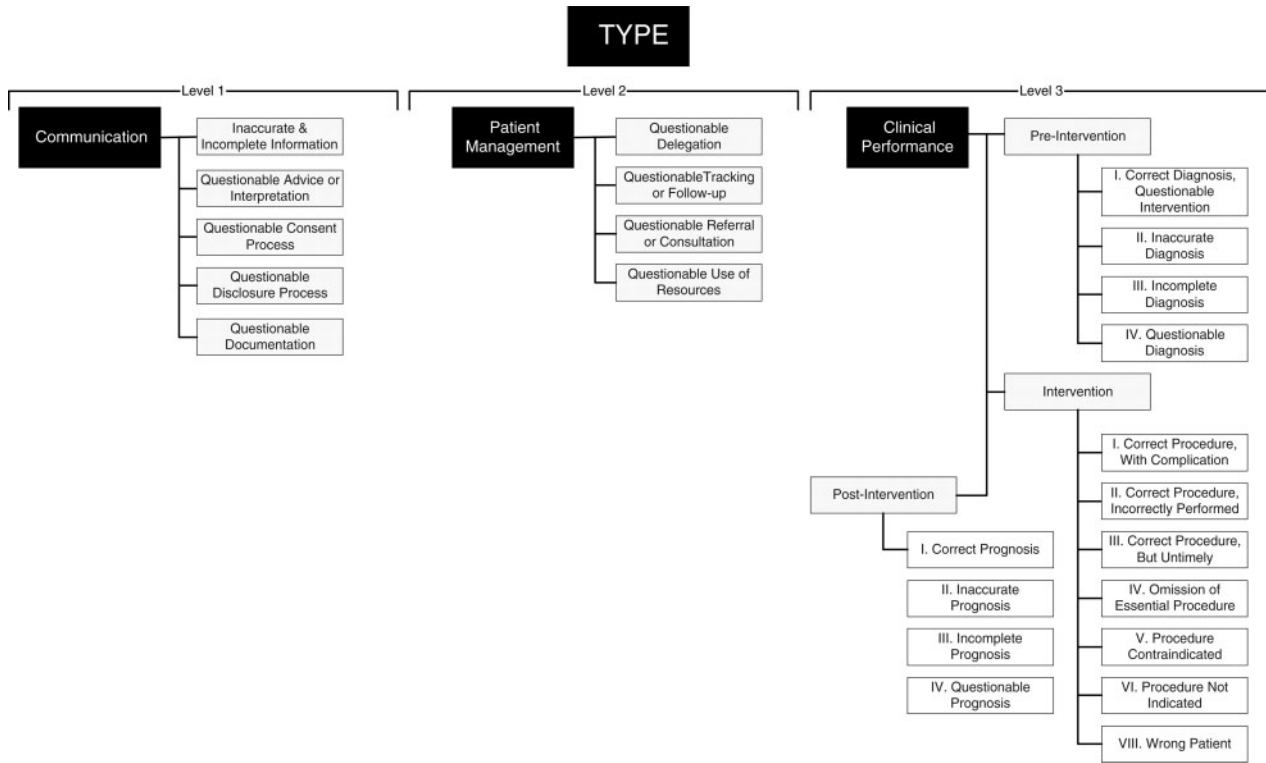 TYPE
Level 1
Level 2
Level 3
Communication
Inaccurate &
Incomplete Information
Questionable Advice or
Interpretation
Questionable Consent
Process
Questionable
Disclosure Process
Questionable
Documentation
Patient
Management
Questionable
Delegation
QuestionableTracking
or Follow-up
Questionable Referral
or Consultation
Questionable Use of
Resources
Clinical
Performance
Pre-Intervention
I. Correct Diagnosis,
Questionable
Intervention
II. Inaccurate
Diagnosis
III. Incomplete
Diagnosis
IV. Questionable
Diagnosis
Intervention
I. Correct Procedure,
With Complication
II. Correct Procedure,
Incorrectly Performed
III. Correct Procedure,
But Untimely
IV. Omission of
Essential Procedure
V. Procedure
Contraindicated
VI. Procedure Not
Indicated
VIII. Wrong Patient
Post-Intervention
I. Correct Prognosis
II. Inaccurate
Prognosis
III. Incomplete
Prognosis
IV. Questionable
Prognosis